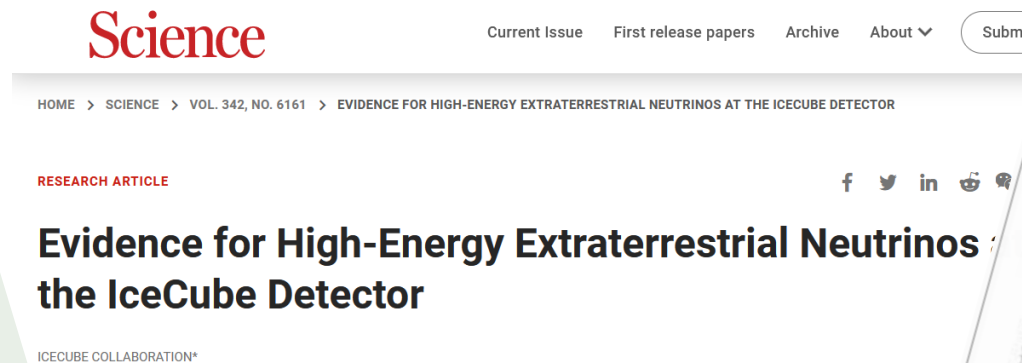 Science
Current Issue First release papers Archive About Subm
HOME > SCIENCE > VOL. 342, NO. 6161 > EVIDENCE FOR HIGH-ENERGY EXTRATERRESTRIAL NEUTRINOS AT THE ICECUBE DETECTOR
RESEARCH ARTICLE
Evidence for High-Energy Extraterrestrial Neutrinos
the IceCube Detector
ICECUBE COLLABORATION*